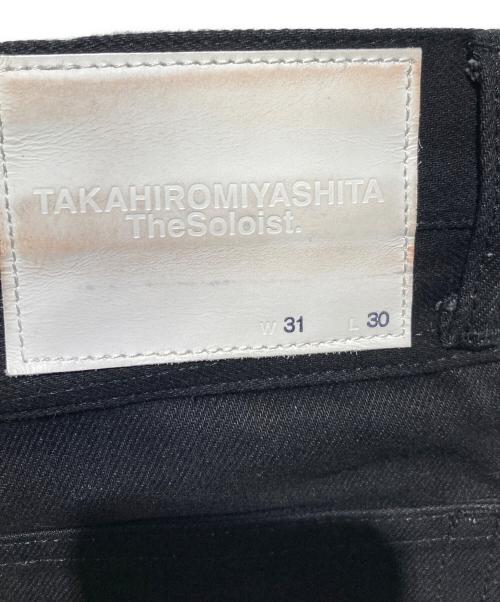 TAKAHIROMIYASHITA
TheSoloist.
W 31 L 30